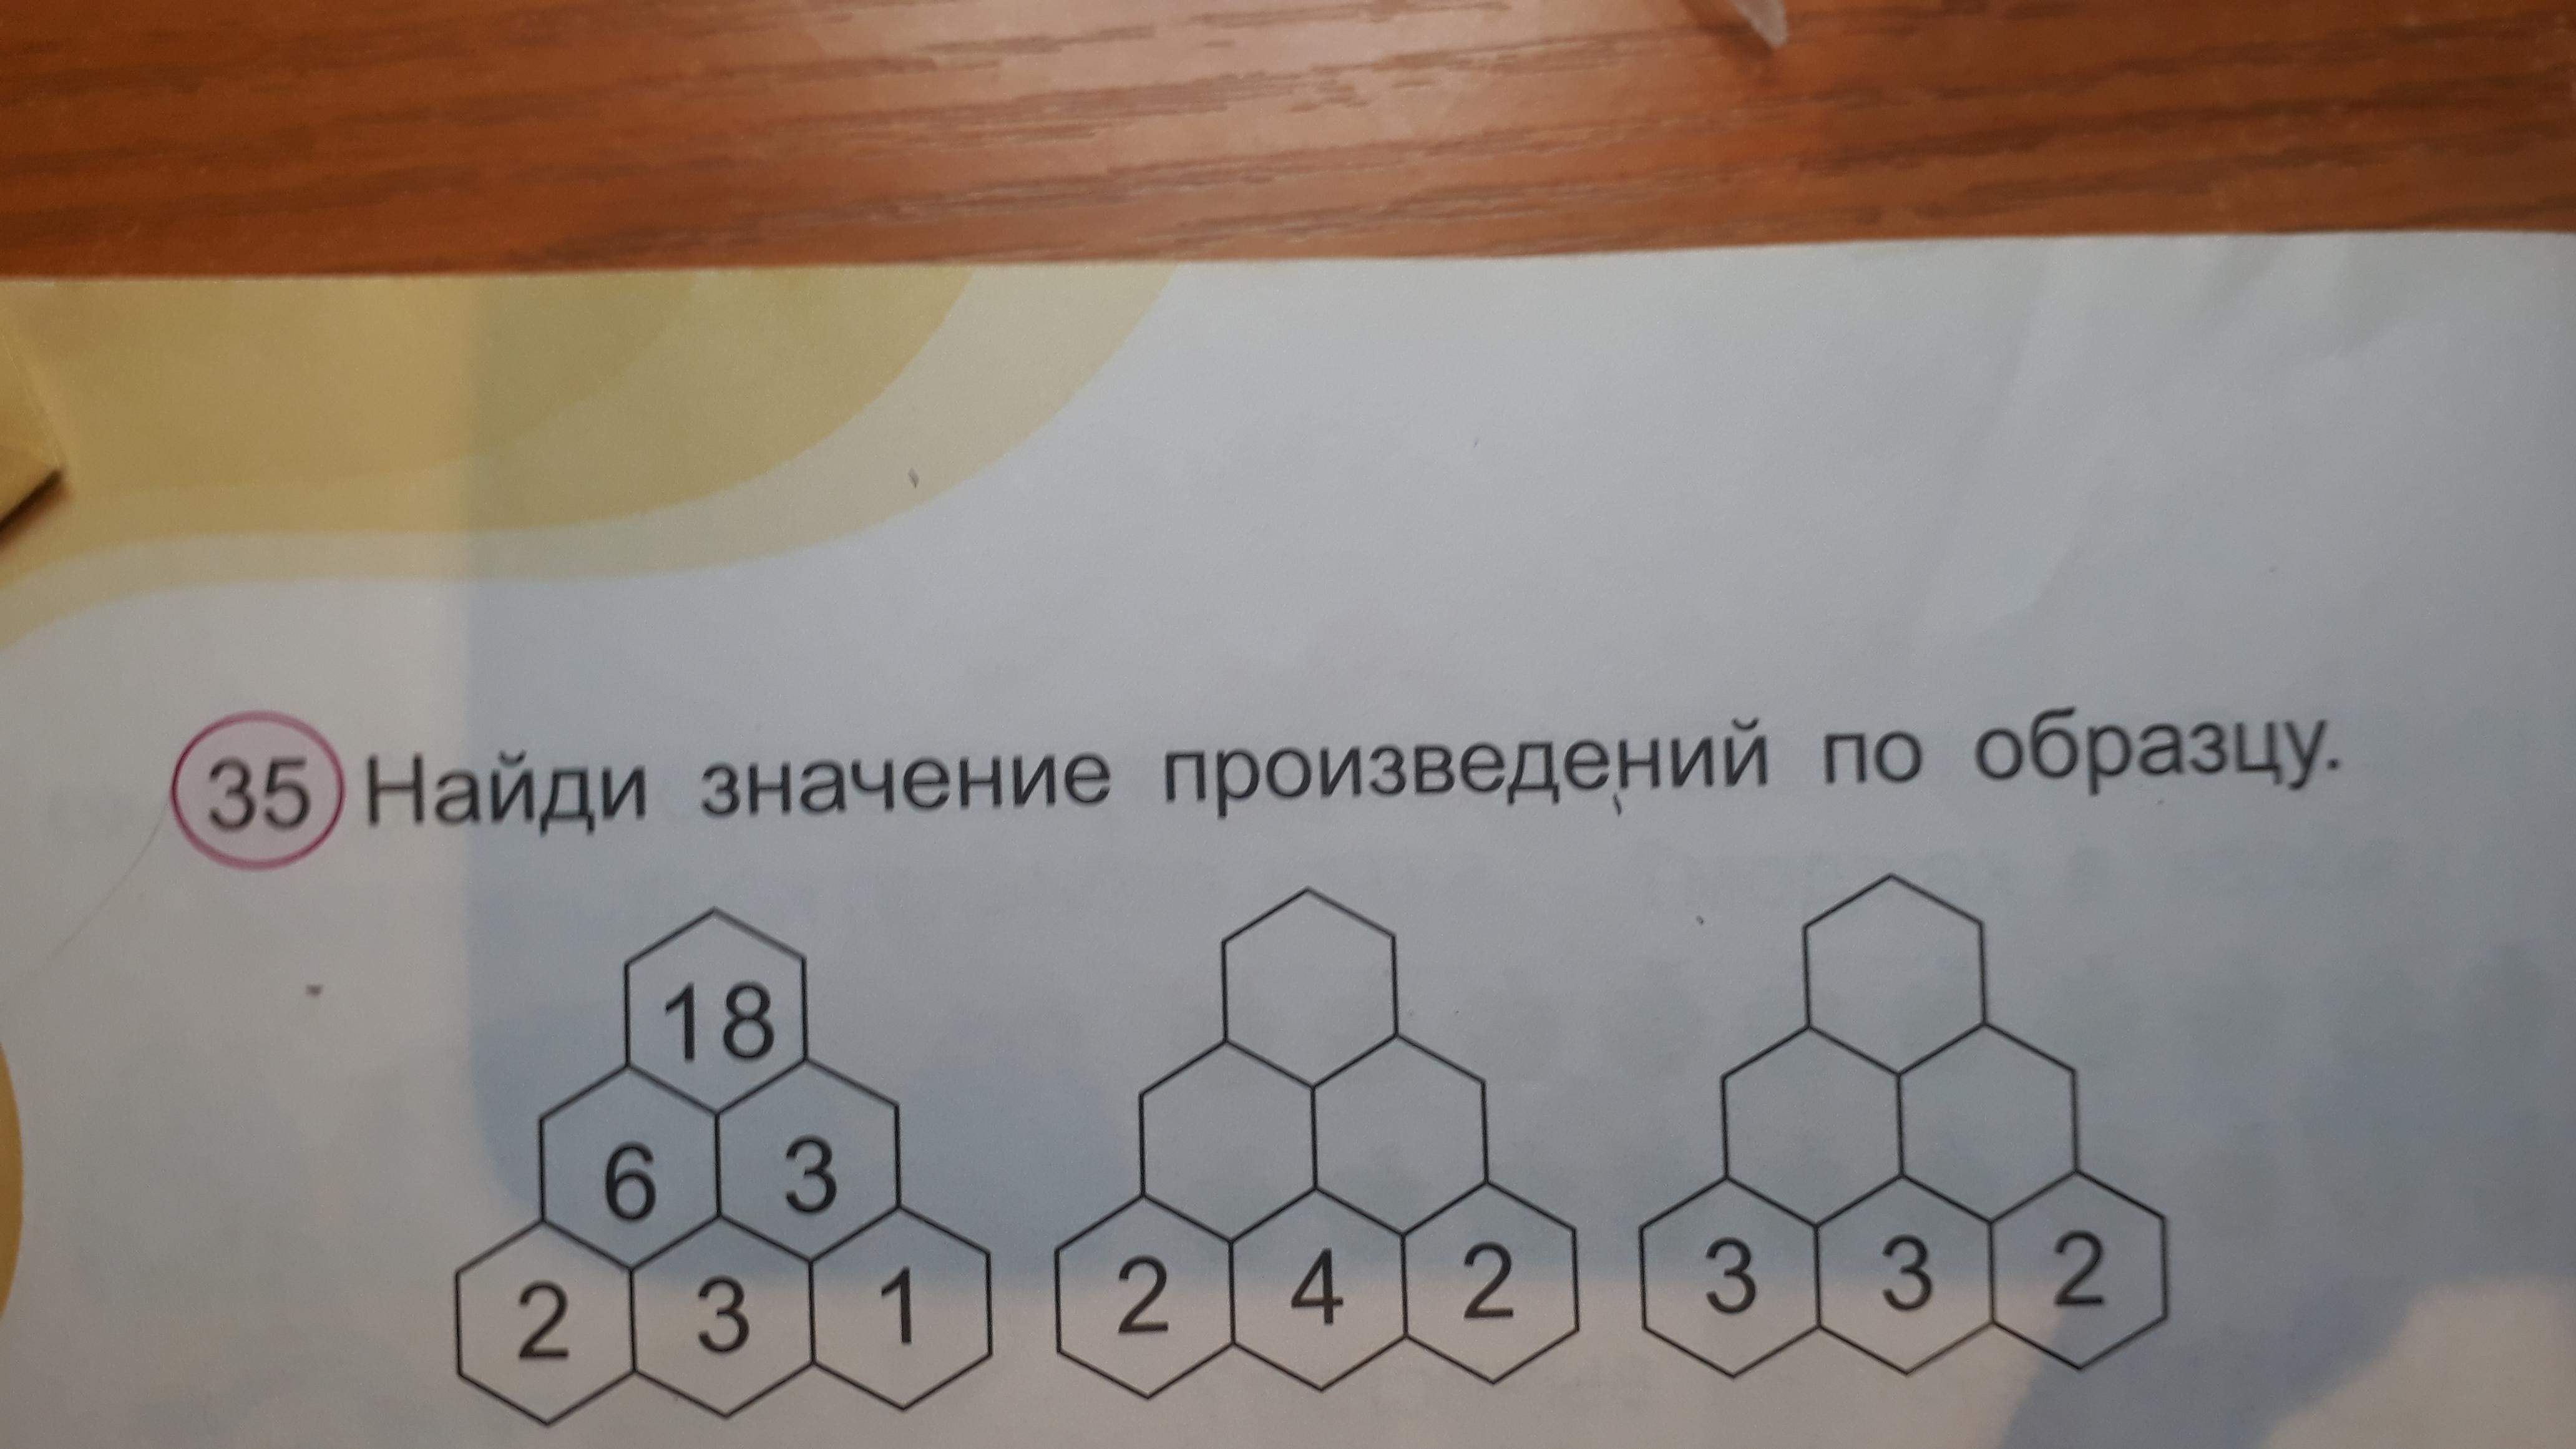 35 Найди значение произведений по образцу.
18
6 3
2 3 1 2 4 2 3 3 2